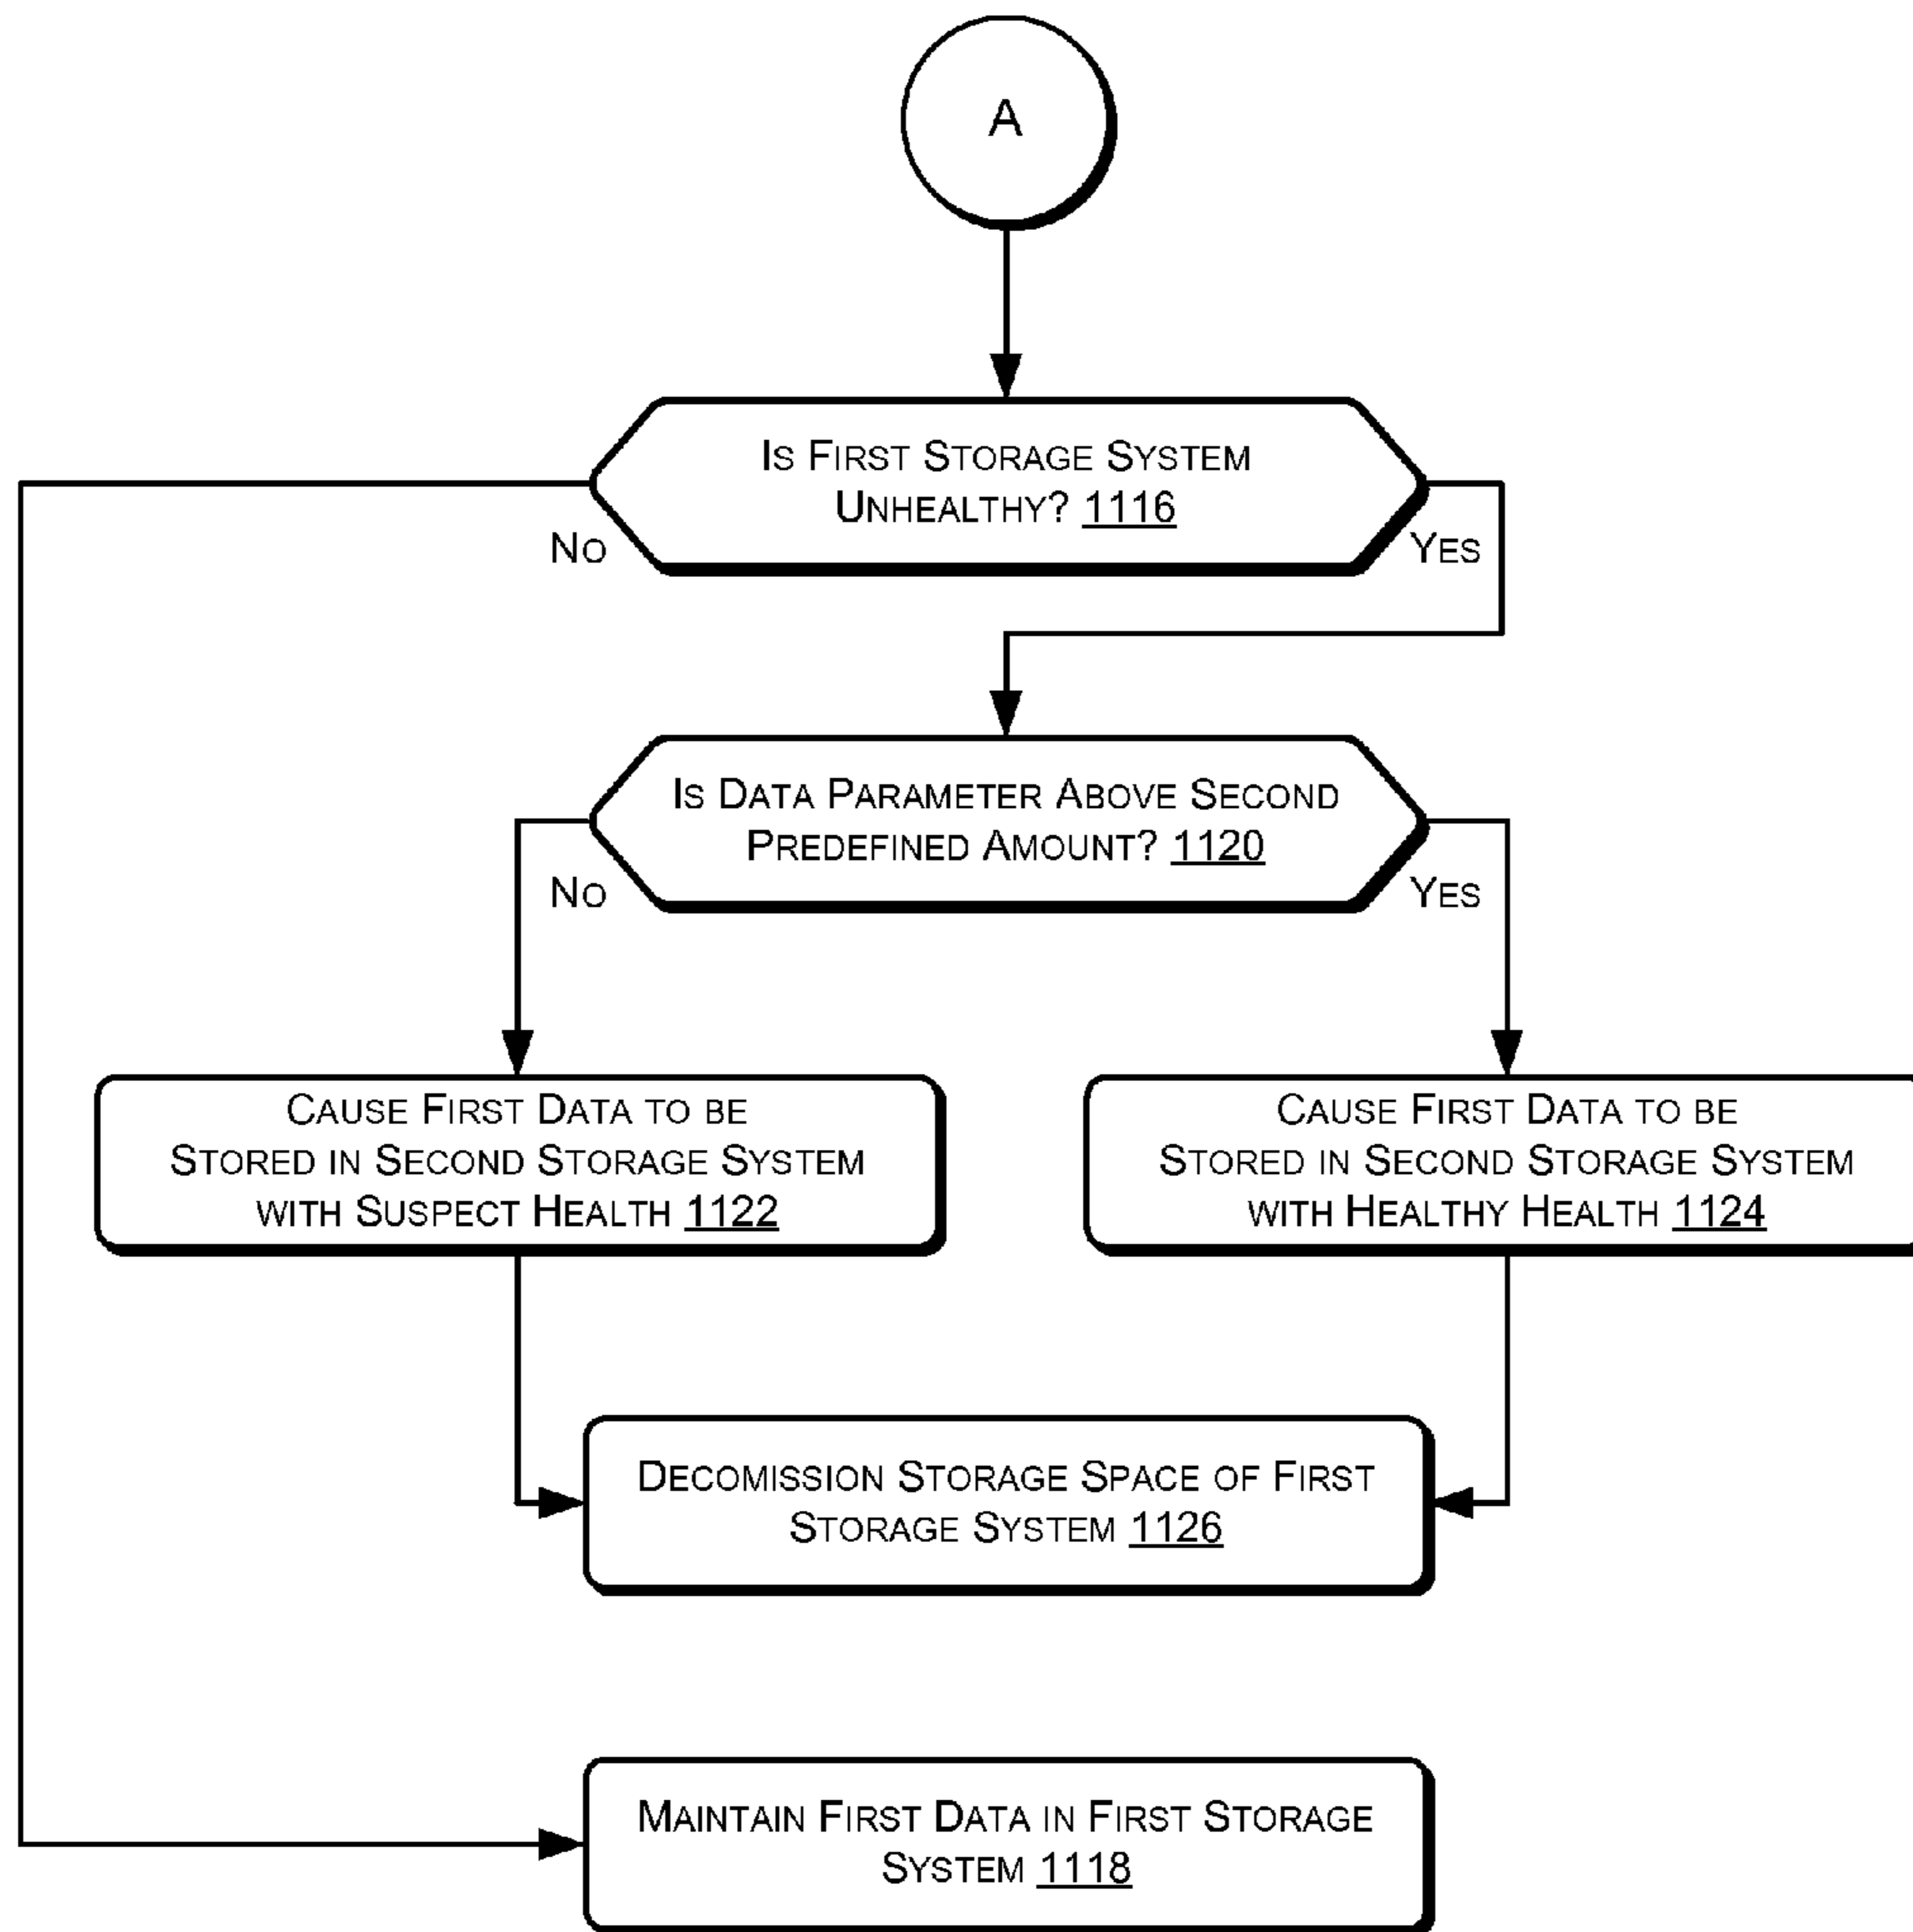 A
Is First Storage System
Unhealthy? 1116
No
Yes
Is Data Parameter Above Second
Predefined Amount? 1120
No
Yes
Cause First Data to be
Stored in Second Storage System
with Suspect Health 1122
Cause First Data to be
Stored in Second Storage System
with Healthy Health 1124
Decomission Storage Space of First
Storage System 1126
Maintain First Data in First Storage
System 1118